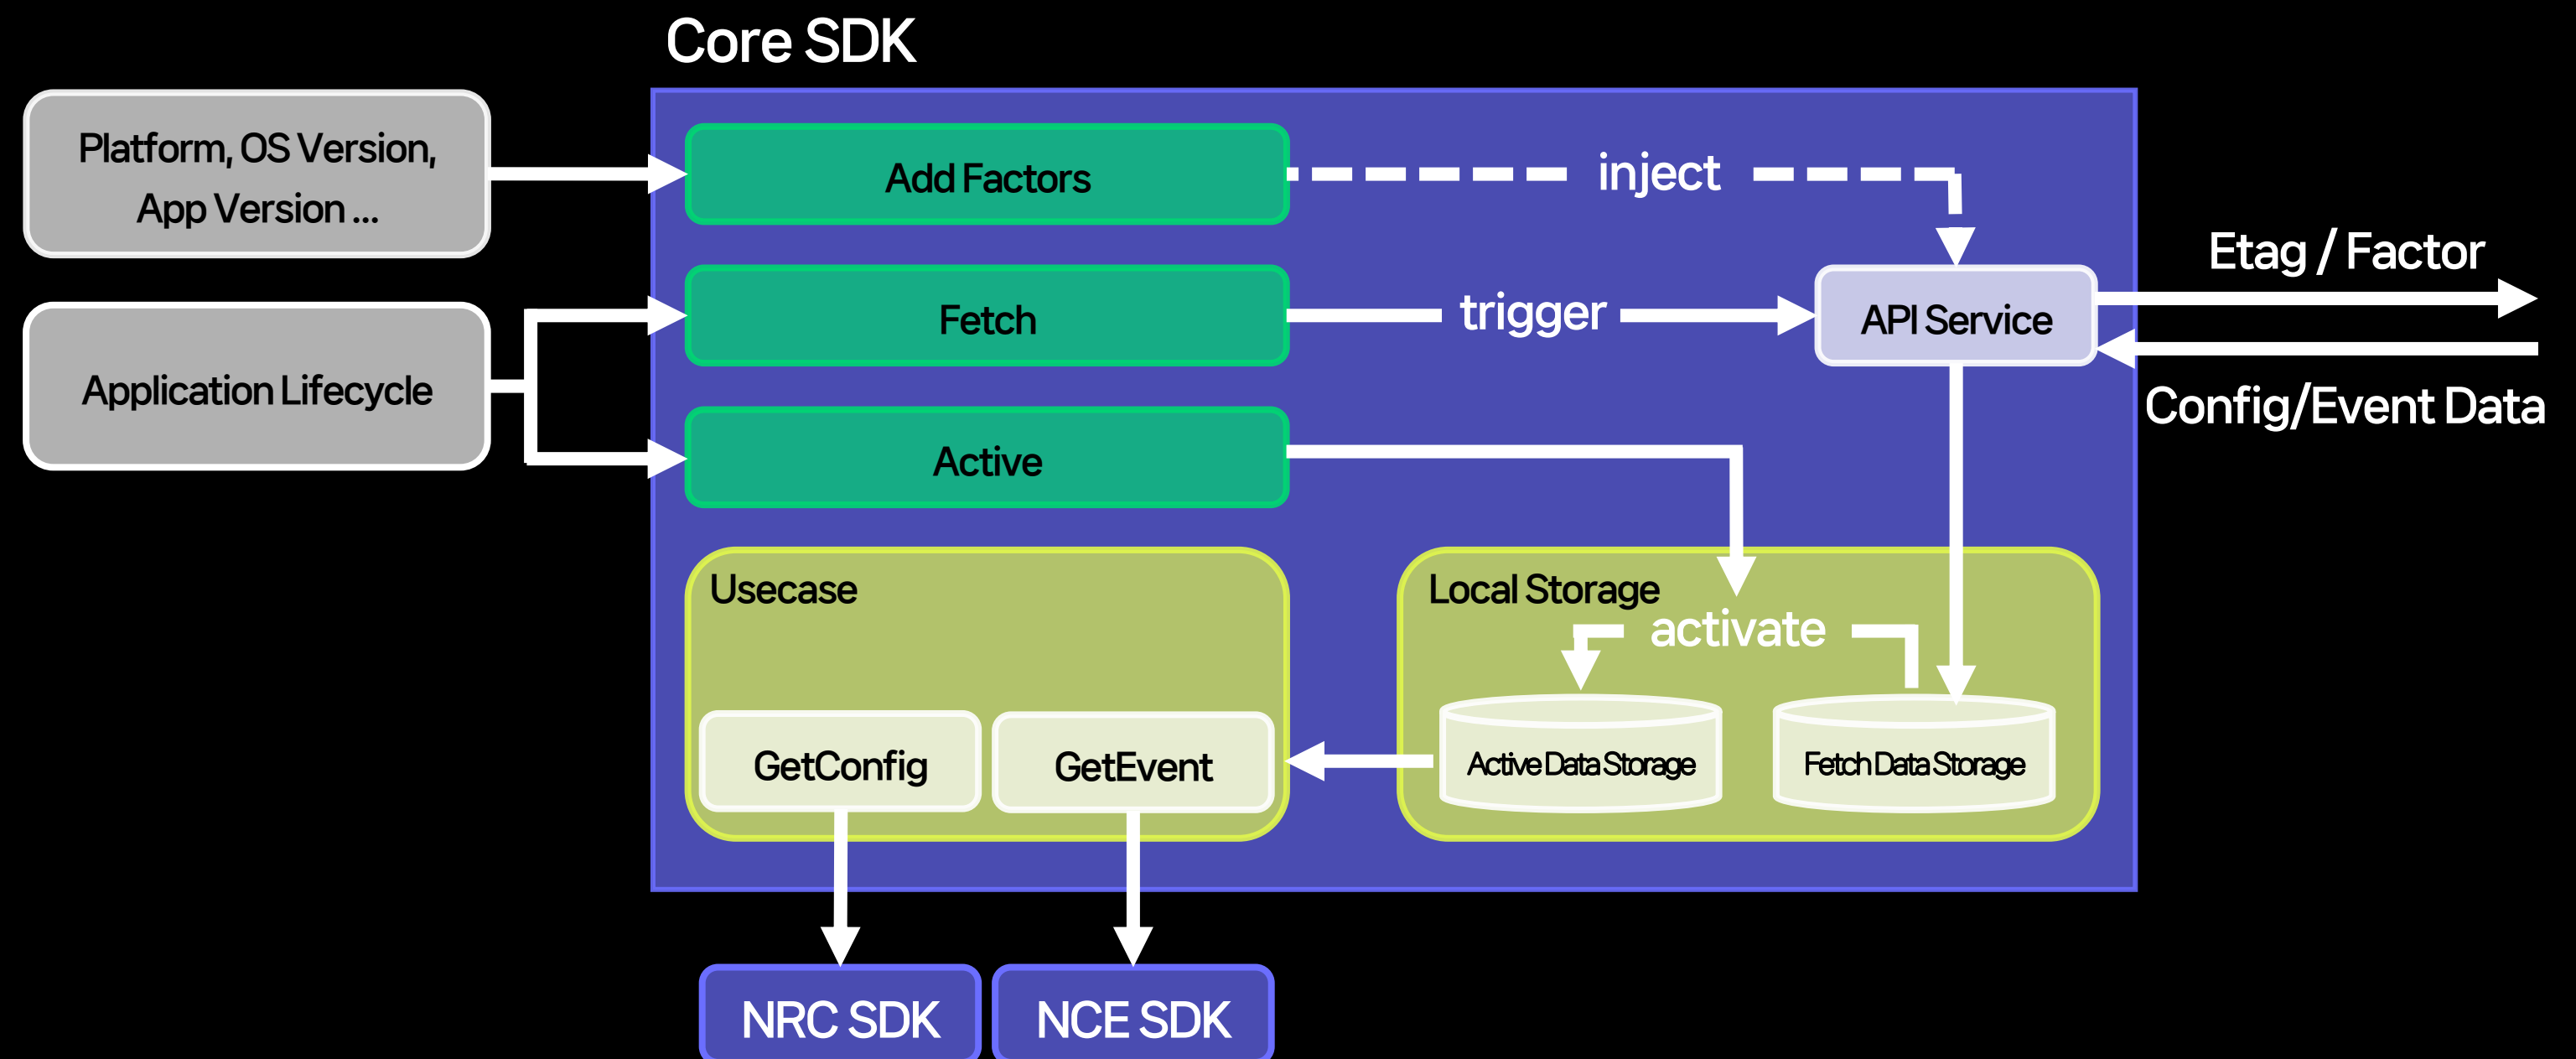 Core SDK
Platform, OS Version,
App Version ...
Add Factors
inject
Etag / Factor
Fetch
trigger
API Service
Application Lifecycle
Config/Event Data
Active
Usecase
Local Storage
activate
GetConfig
GetEvent
Active Data Storage
Fetch Data Storage
NRC SDK
NCE SDK